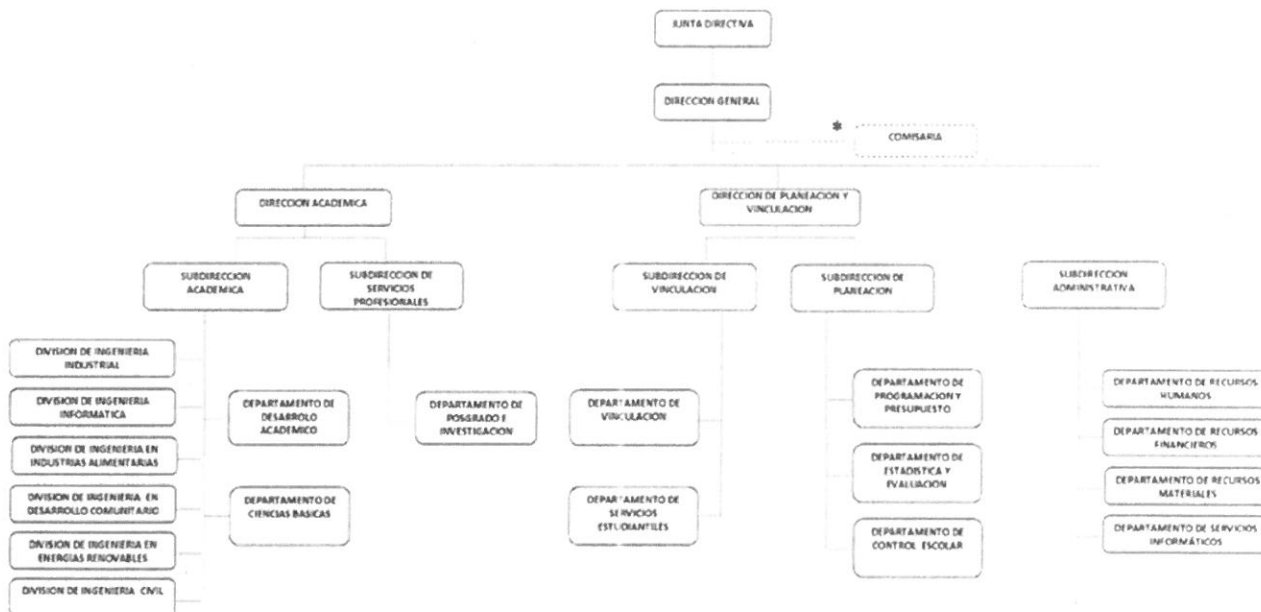 JUNTA DIRECTIVA
DIRECCION GENERAL
*
COMISARIA
DIRECCION ACADEMICA
DIRECCION DE PLANEACION Y
VINCULACION
SUBDIRECCION
ACADEMICA
SUBDIRECCION DE
SERVICIOS
PROFESIONALES
SUBDIRECCION DE
VINCULACION
SUBDIRECCION DE
PLANEACION
SUBDIRECCION
ADMINISTRATIVA
DIVISION DE INGENIERIA
INDUSTRIAL
DIVISION DE INGENIERIA
INFORMATICA
DIVISION DE INGENIERIA EN
INDUSTRIAS ALIMENTARIAS
DIVISION DE INGENIERIA EN
DESARROLLO COMUNITARIO
DIVISION DE INGENIERIA EN
ENERGIAS RENOVABLES
DIVISION DE INGENIERIA CIVIL
DEPARTAMENTO DE
DESARROLO
ACADEMICO
DEPARTAMENTO DE
CIENCIAS BASICAS
DEPARTAMENTO DE
POSGRADO E
INVESTIGACION
DEPARTAMENTO DE
VINCULACION
DEPARTAMENTO DE
SERVICIOS
ESTUDIANTILES
DEPARTAMENTO DE
PROGRAMACION Y
PRESUPUESTO
DEPARTAMENTO DE
ESTADISTICA Y
EVALUACION
DEPARTAMENTO DE
CONTROL ESCOLAR
DEPARTAMENTO DE RECURSOS
HUMANOS
DEPARTAMENTO DE RECURSOS
FINANCIEROS
DEPARTAMENTO DE RECURSOS
MATERIALES
DEPARTAMENTO DE SERVICIOS
INFORMÁTICOS